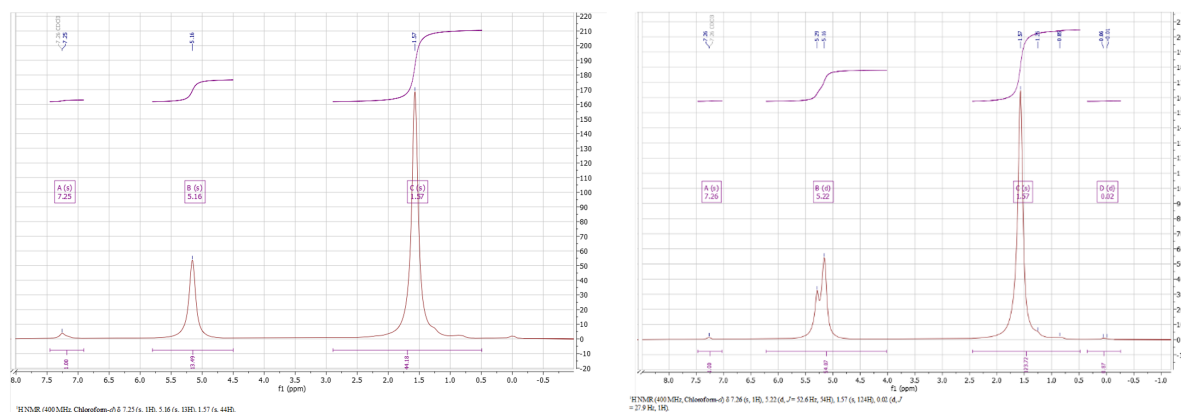 7.26 CDCl3
7.25
5.16
1.57
220
210
200
190
180
170
160
150
140
130
120
110
100
90
80
70
60
50
40
30
20
10
0
-10
-20
A (s)
7.25
B (s)
5.16
C (s)
1.57
1.00
13.49
44.18
8.0 7.5 7.0 6.5 6.0 5.5 5.0 4.5 4.0 3.5 3.0 2.5 2.0 1.5 1.0 0.5 0.0 -0.5
f1 (ppm)
¹H NMR (400 MHz, Chloroform-d) δ 7.25 (s, 1H), 5.16 (s, 13H), 1.57 (s, 44H).
7.26
7.26 CDCl3
5.29
5.16
1.57
0.06
A (s)
7.26
B (d)
5.22
C (s)
1.57
D (d)
0.02
8.0 7.5 7.0 6.5 6.0 5.5 5.0 4.5 4.0 3.5 3.0 2.5 2.0 1.5 1.0 0.5 0.0 -0.5 -1.0
f1 (ppm)
¹H NMR (400 MHz, Chloroform-d) δ 7.26 (s, 1H), 5.22 (d, J = 52.6 Hz, 54H), 1.57 (s, 124H), 0.02 (d, J
= 27.9 Hz, 1H).